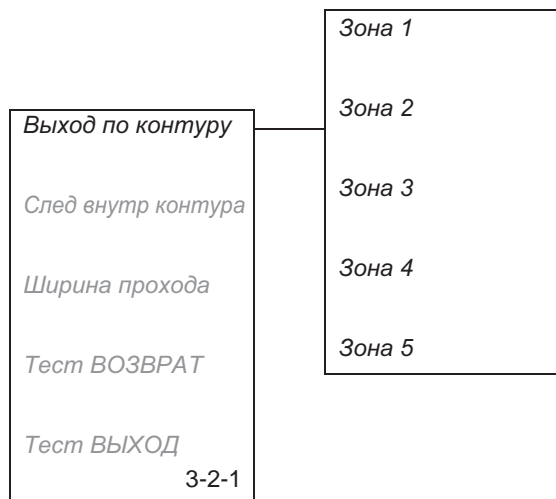 Выход по контуру
След внутр контура
Ширина прохода
Тест ВОЗВРАТ
Тест ВЫХОД
3-2-1
Зона 1
Зона 2
Зона 3
Зона 4
Зона 5